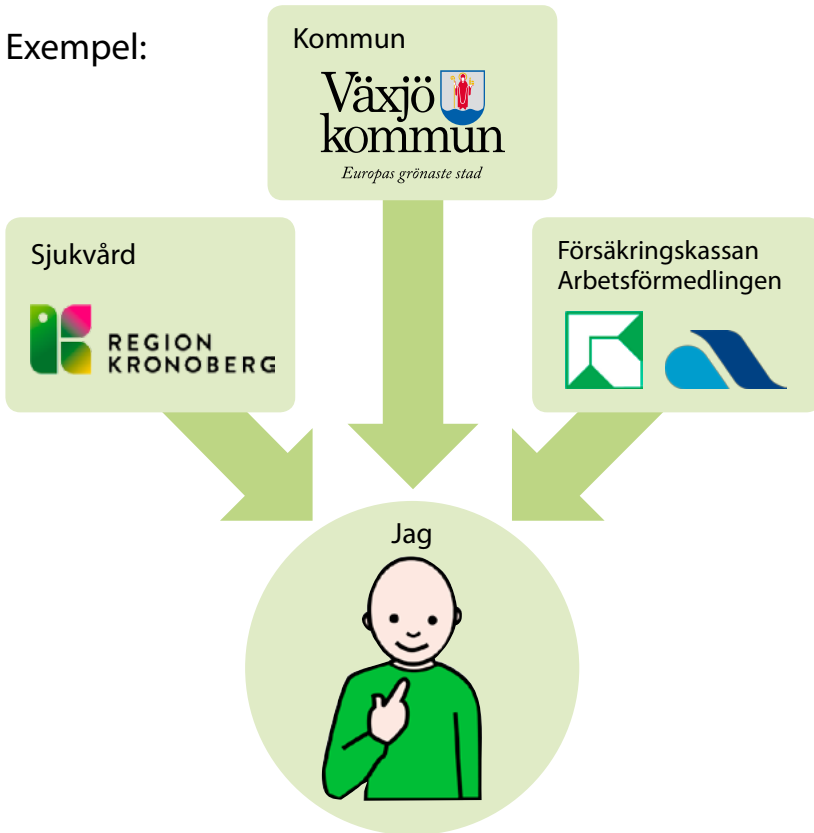 Exempel:
Kommun
Växjö
kommun
Europas grönaste stad
Sjukvård
REGION
KRONOBERG
Försäkringskassan
Arbetsförmedlingen
Jag